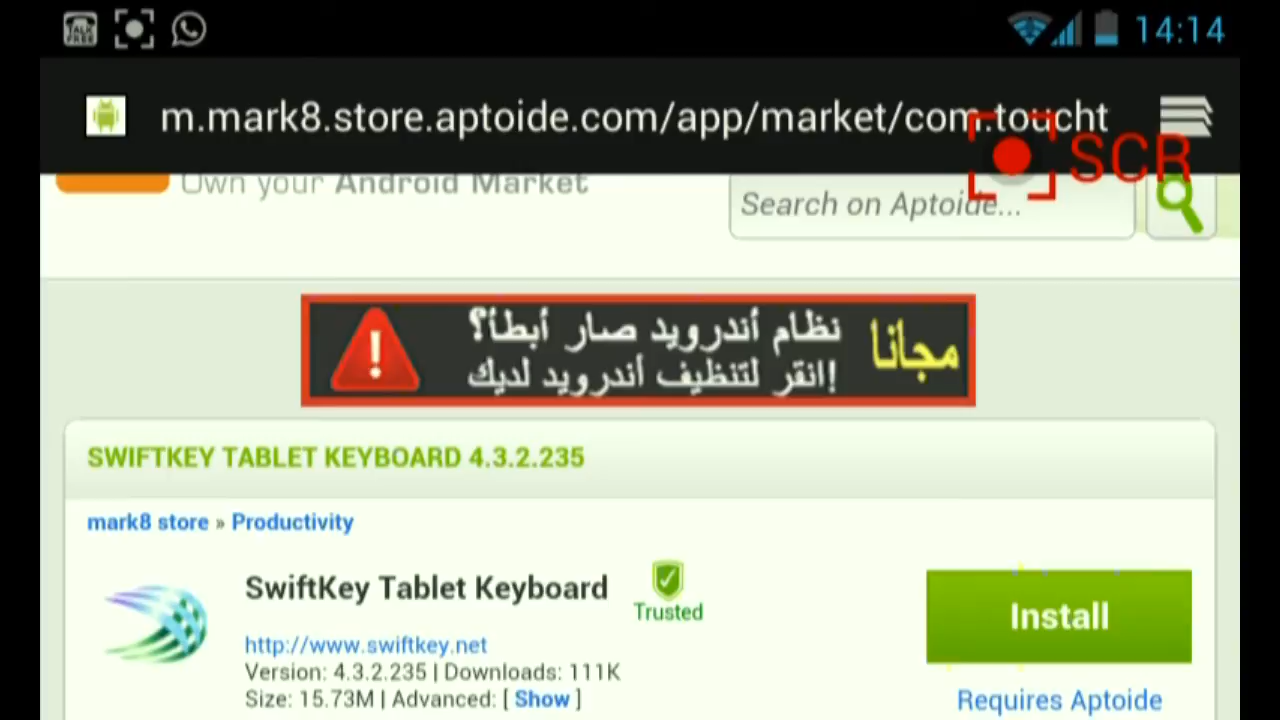 TALK FREE
14:14
m.mark8.store.aptoide.com/app/market/com.toucht
SCR
Own your Android Market
Search on Aptoide...
نظام أندرويد صار أبطأ؟
!انقر لتنظيف أندرويد لديك
مجانا
SWIFTKEY TABLET KEYBOARD 4.3.2.235
mark8 store » Productivity
SwiftKey Tablet Keyboard
Trusted
http://www.swiftkey.net
Version: 4.3.2.235 | Downloads: 111K
Size: 15.73M | Advanced: [ Show ]
Install
Requires Aptoide